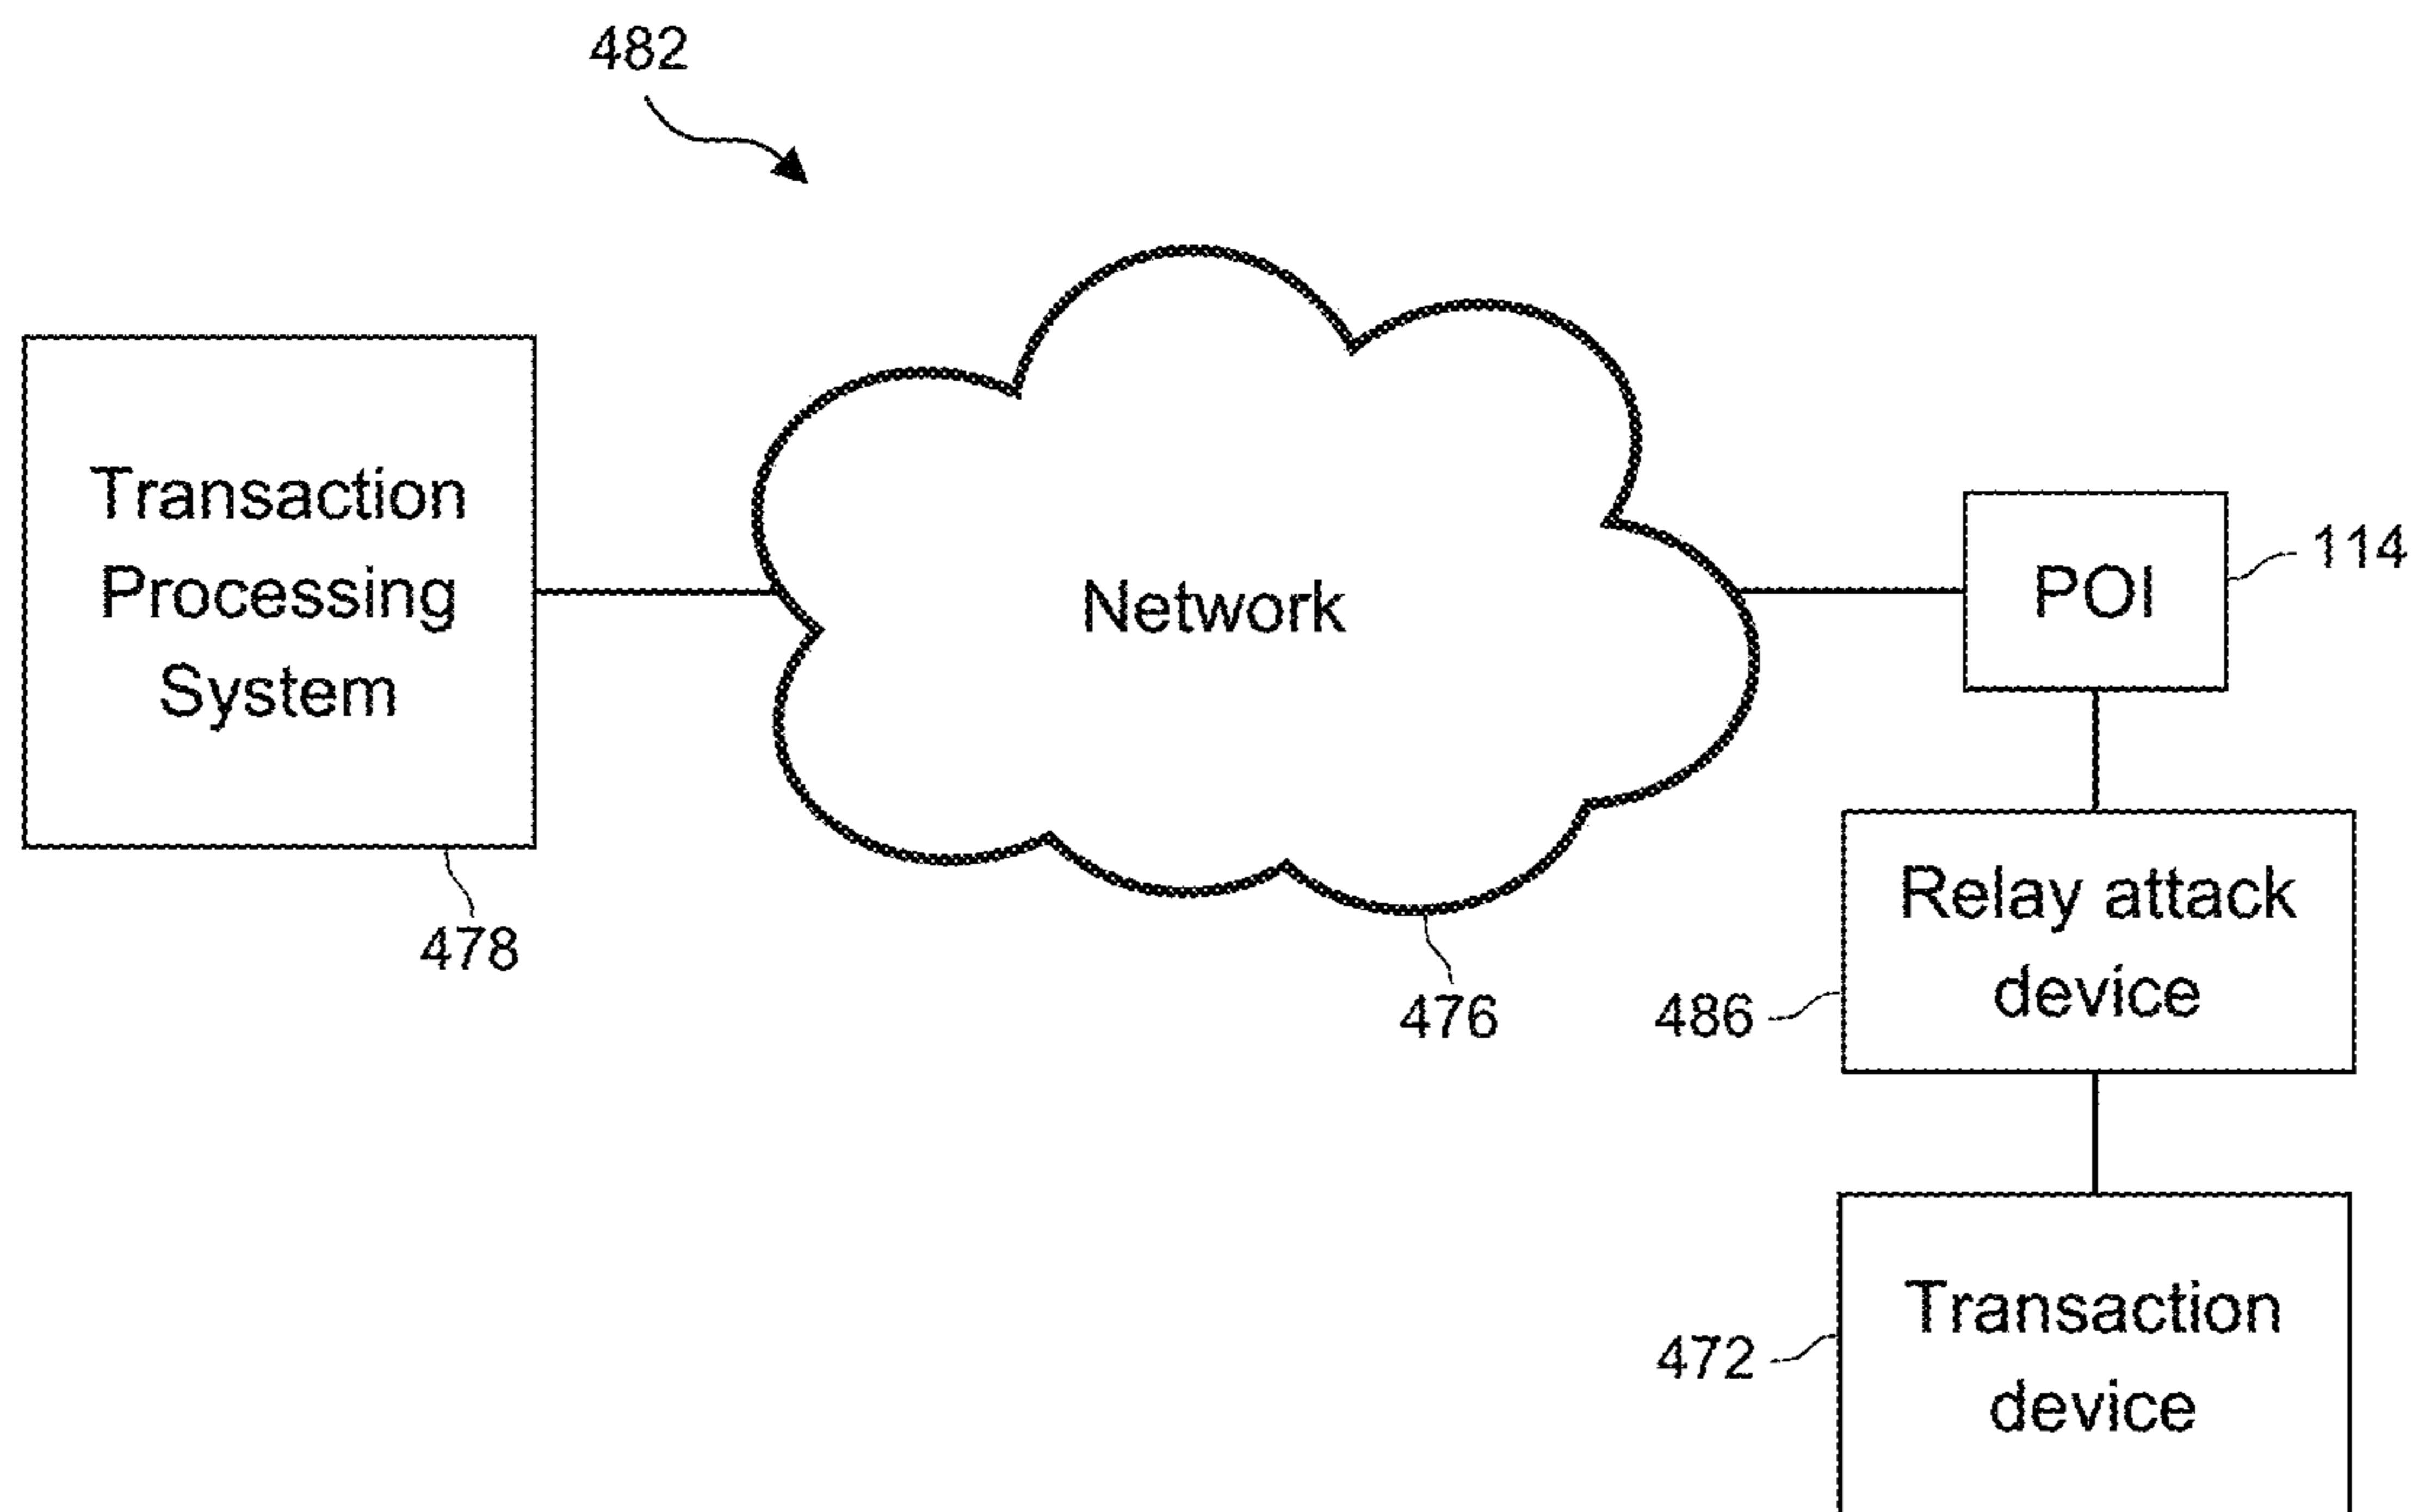 482
Transaction
Processing
System
478
Network
476
POI
114
Relay attack
device
486
Transaction
device
472